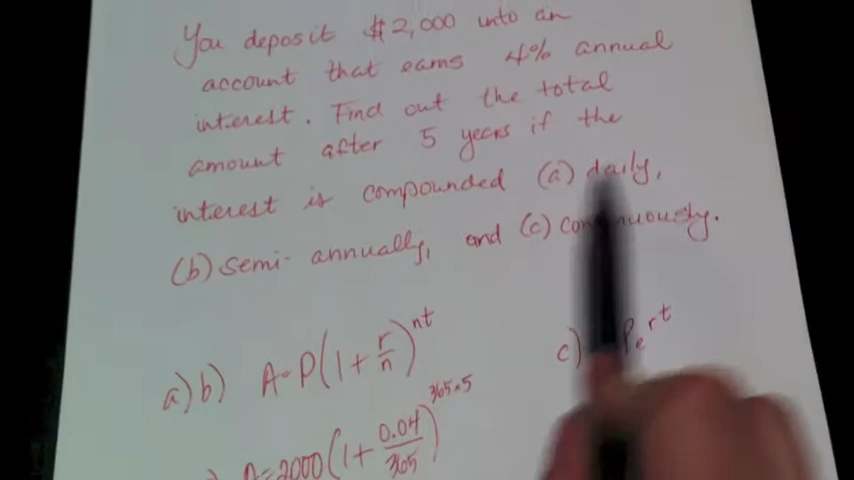 You deposit $2,000 into an
account that earns 4% annual
interest. Find out the total
amount after 5 years if the
interest is compounded (a) daily,
(b) semi-annually, and (c) continuously.
a) b) A=P(1+r/n)^nt
c) Pe^rt
A=2000(1+0.04/365)^365×5